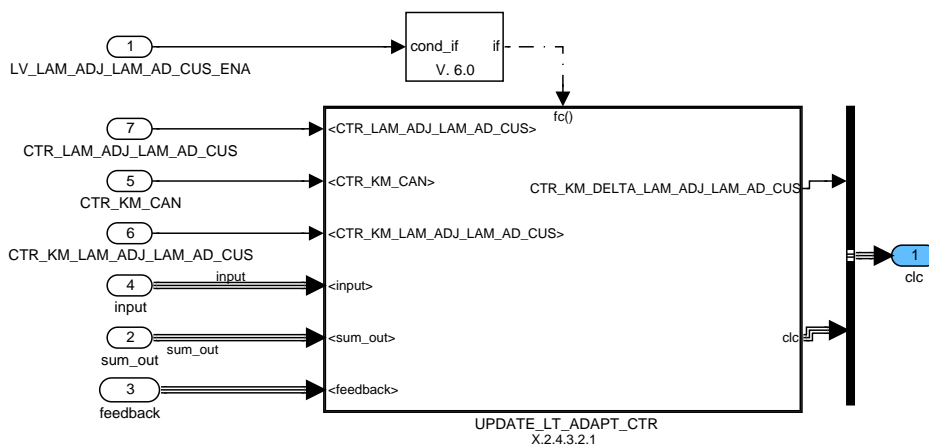 1
LV_LAM_ADJ_LAM_AD_CUS_ENA
cond_if if
V. 6.0
fc()
7
CTR_LAM_ADJ_LAM_AD_CUS
<CTR_LAM_ADJ_LAM_AD_CUS>
5
CTR_KM_CAN
<CTR_KM_CAN>
CTR_KM_DELTA_LAM_ADJ_LAM_AD_CUS
6
CTR_KM_LAM_ADJ_LAM_AD_CUS
<CTR_KM_LAM_ADJ_LAM_AD_CUS>
1
clc
4
input
input
<input>
2
sum_out
sum_out
<sum_out>
clc
3
feedback
<feedback>
UPDATE_LT_ADAPT_CTR
X.2.4.3.2.1